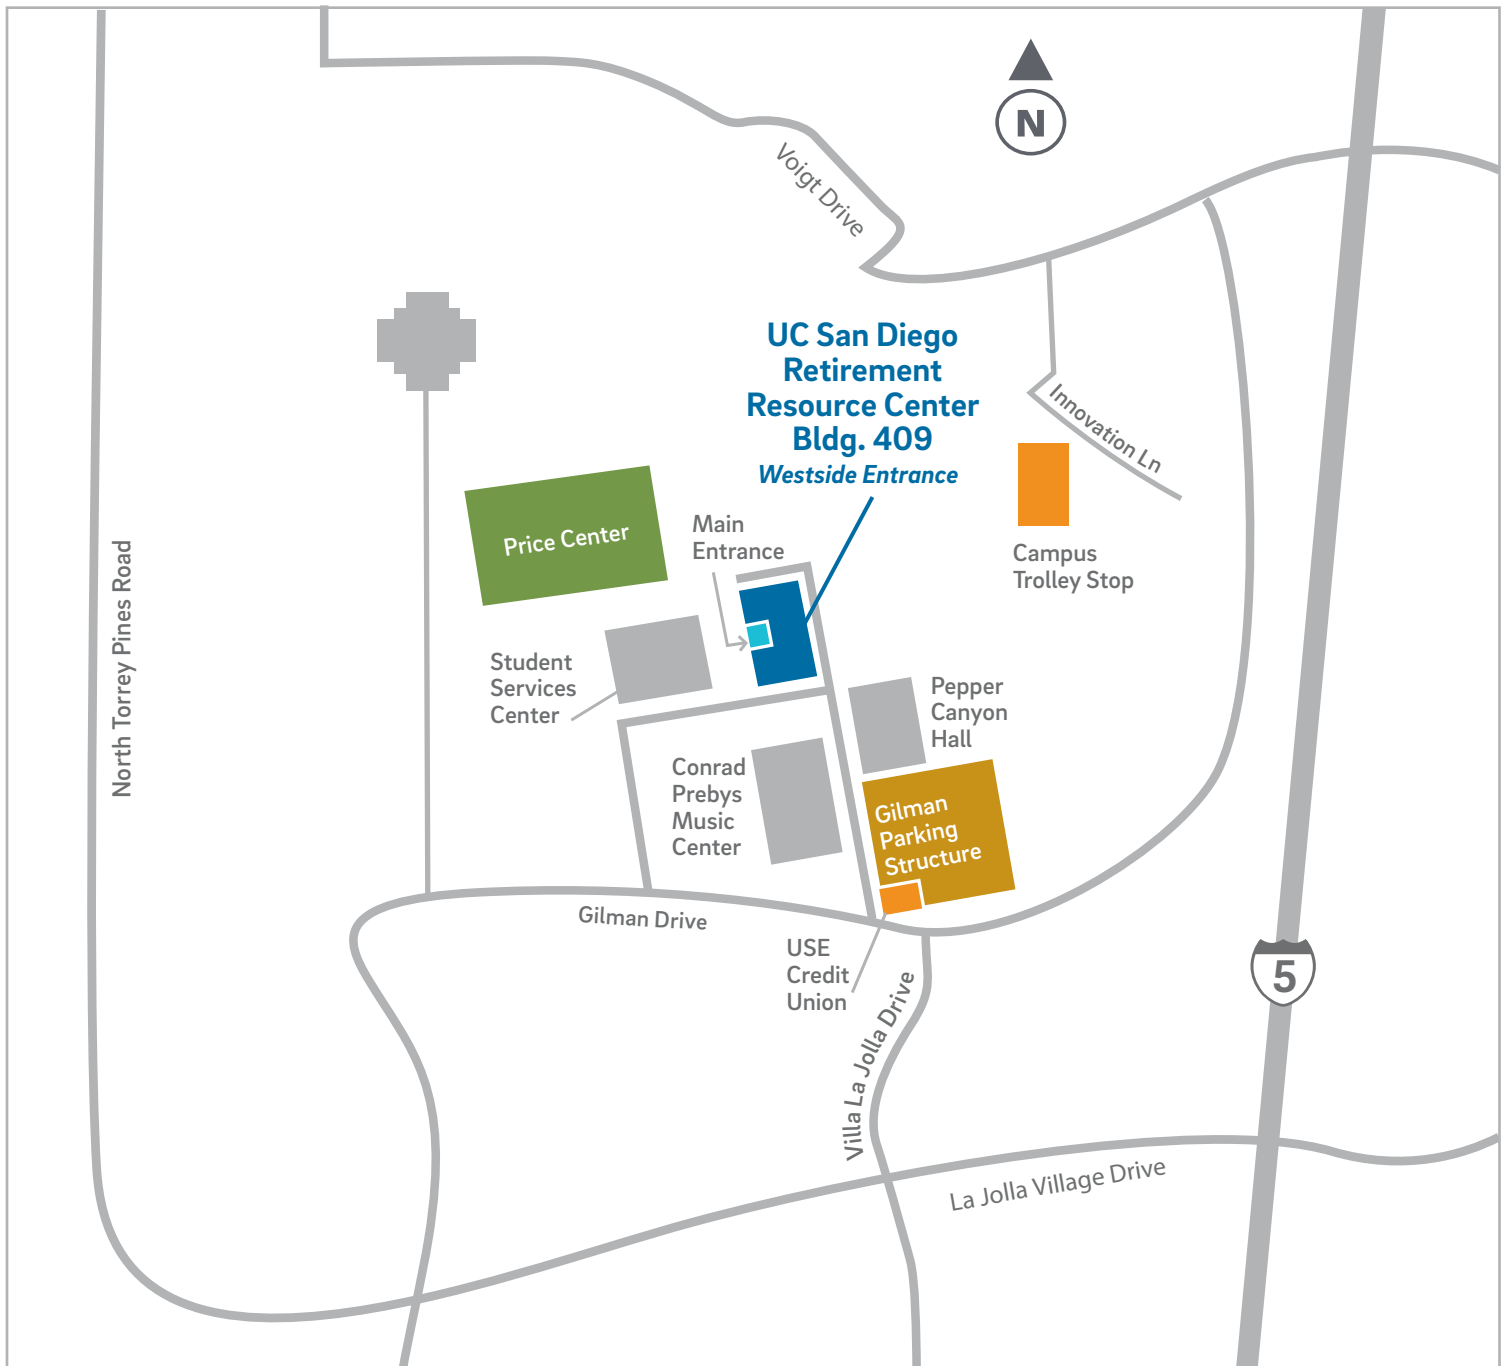 N
Voigt Drive
UC San Diego
Retirement
Resource Center
Bldg. 409
Westside Entrance
Innovation Ln
Price Center
Main
Entrance
Campus
Trolley Stop
North Torrey Pines Road
Student
Services
Center
Pepper
Canyon
Hall
Conrad
Prebys
Music
Center
Gilman
Parking
Structure
Gilman Drive
USE
Credit
Union
5
Villa La Jolla Drive
La Jolla Village Drive